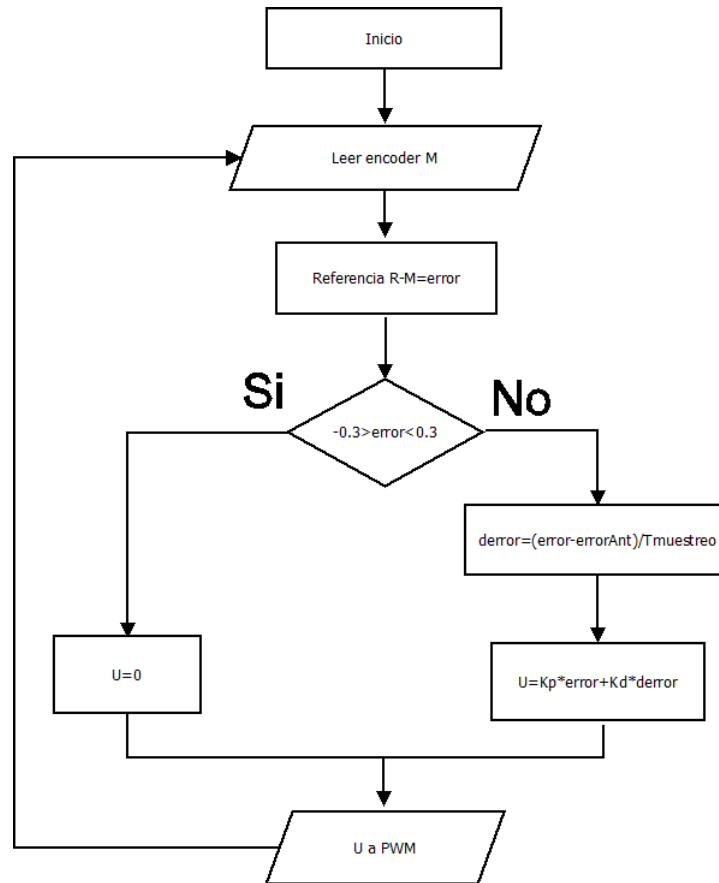 Inicio
Leer encoder M
Referencia R-M=error
Si
No
-0.3>error<0.3
derror=(error-errorAnt)/Tmuestreo
U=0
U=Kp*error+Kd*derror
U a PWM